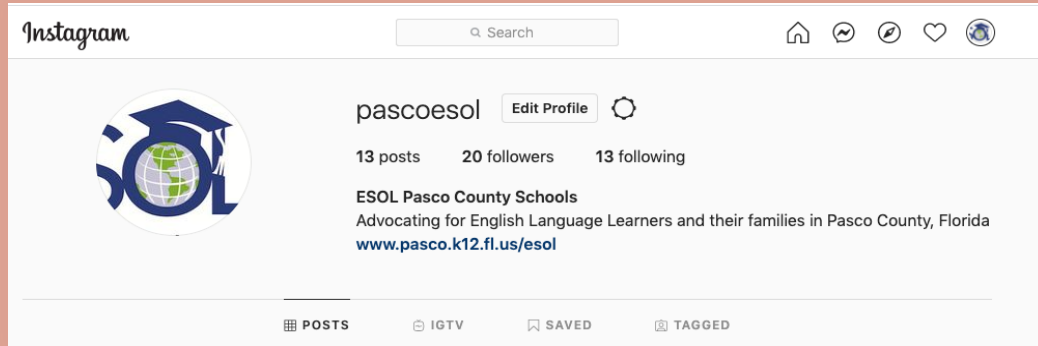 Instagram
Search
pascoesol Edit Profile
13 posts 20 followers 13 following
ESOL Pasco County Schools
Advocating for English Language Learners and their families in Pasco County, Florida
www.pasco.k12.fl.us/esol
SOL
POSTS IGTV SAVED TAGGED